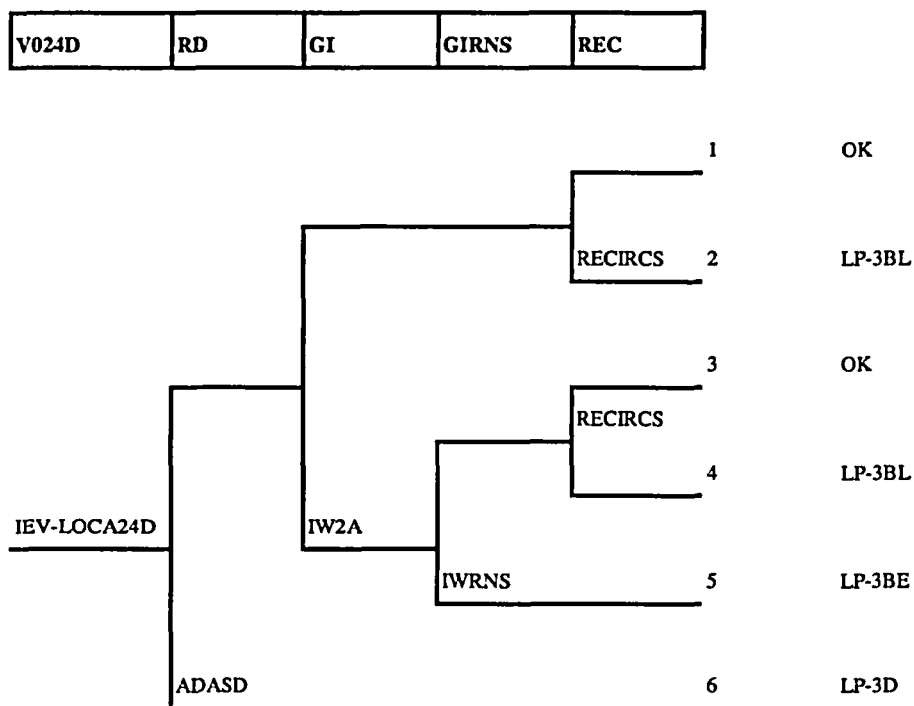 V024D RD GI GIRNS REC
1 OK
RECIRCS 2 LP-3BL
3 OK
RECIRCS
4 LP-3BL
IEV-LOCA24D IW2A
IWRNS 5 LP-3BE
ADASD 6 LP-3D